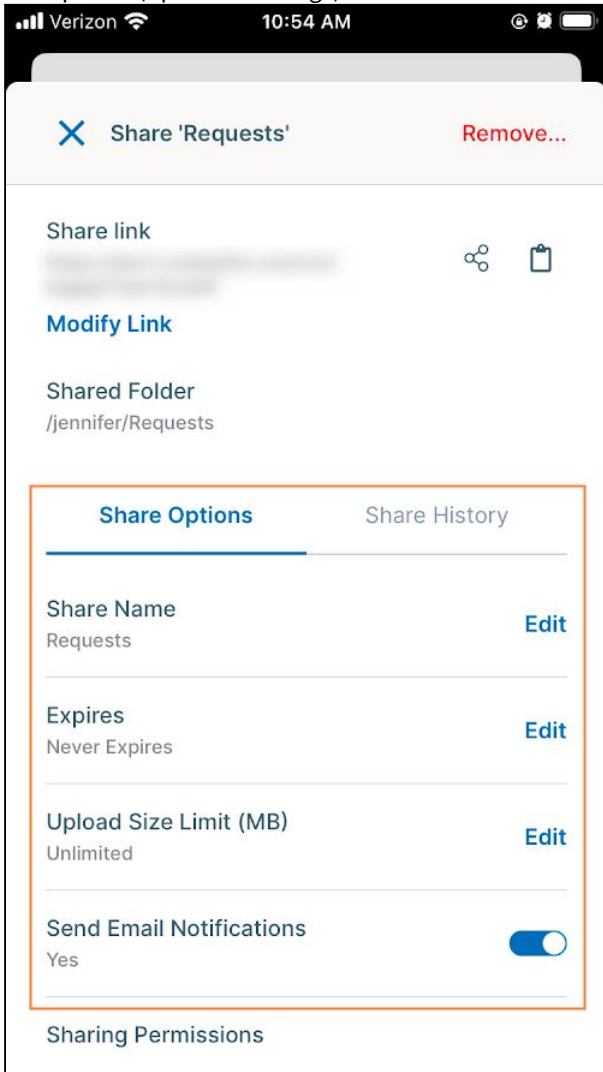 Verizon 10:54 AM
Share 'Requests' Remove...
Share link
Modify Link
Shared Folder
/jennifer/Requests
Share Options Share History
Share Name
Edit
Requests
Expires
Edit
Never Expires
Upload Size Limit (MB)
Edit
Unlimited
Send Email Notifications
Yes
Sharing Permissions